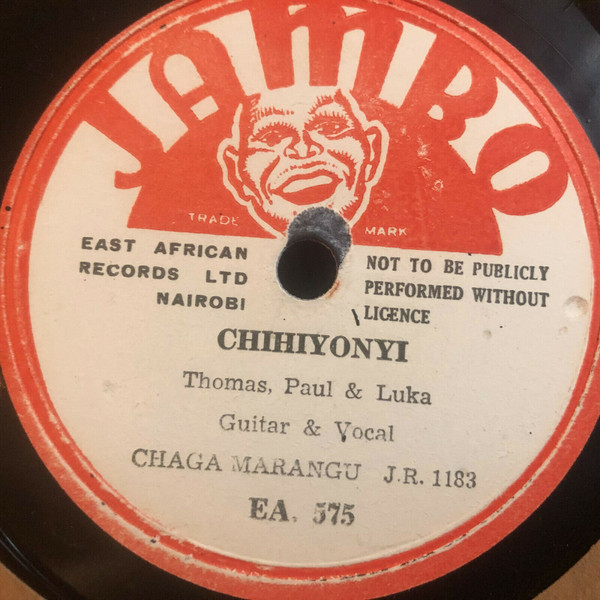 JAMBO
TRADE MARK
EAST AFRICAN
RECORDS LTD
NAIROBI
NOT TO BE PUBLICLY
PERFORMED WITHOUT
LICENCE
CHIHIYONYI
Thomas, Paul & Luka
Guitar & Vocal
CHAGA MARANGU J.R. 1183
EA. 575